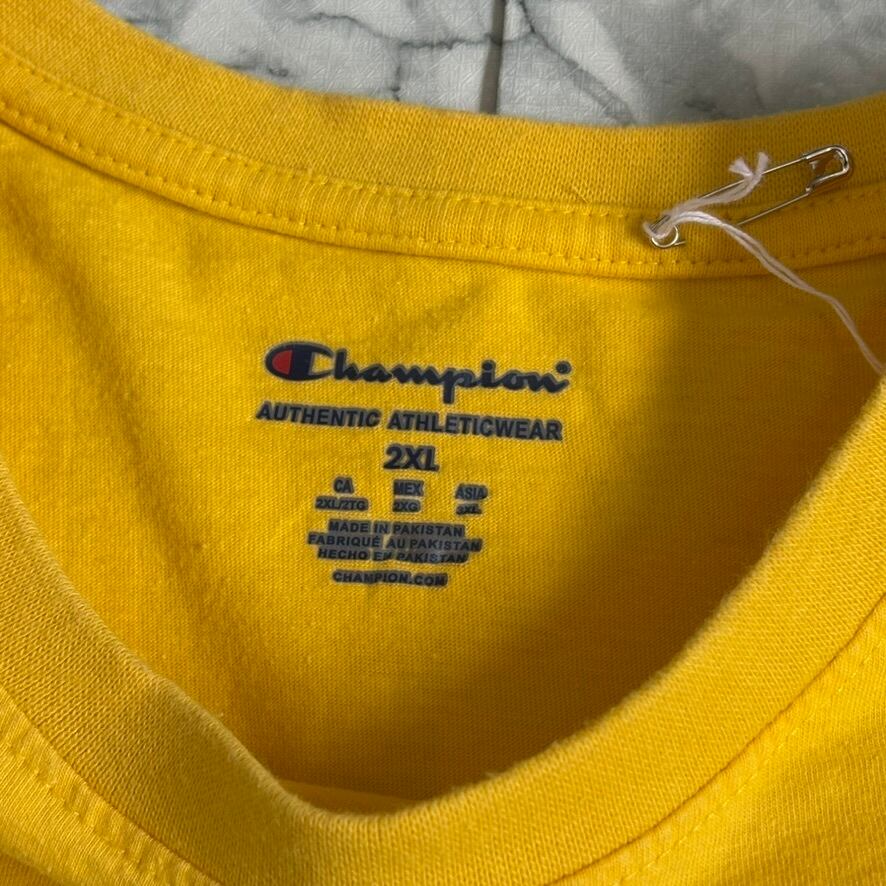 Champion®
AUTHENTIC ATHLETICWEAR
2XL
CA MEX ASIA
2XL/2TG 2XG 3XL
MADE IN PAKISTAN
FABRIQUÉ AU PAKISTAN
HECHO EN PAKISTAN
CHAMPION.COM